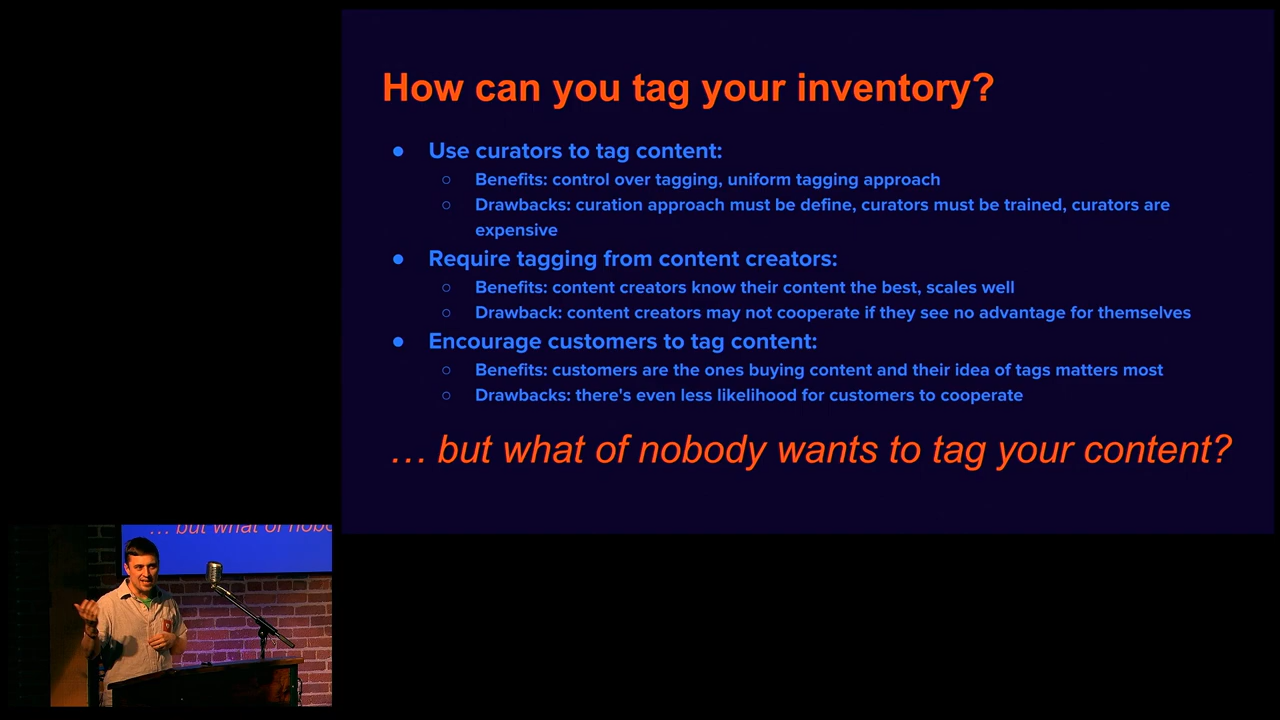 How can you tag your inventory?
● Use curators to tag content:
○ Benefits: control over tagging, uniform tagging approach
○ Drawbacks: curation approach must be define, curators must be trained, curators are
expensive
● Require tagging from content creators:
○ Benefits: content creators know their content the best, scales well
○ Drawback: content creators may not cooperate if they see no advantage for themselves
● Encourage customers to tag content:
○ Benefits: customers are the ones buying content and their idea of tags matters most
○ Drawbacks: there's even less likelihood for customers to cooperate
… but what of nobody wants to tag your content?
… but what of nobo